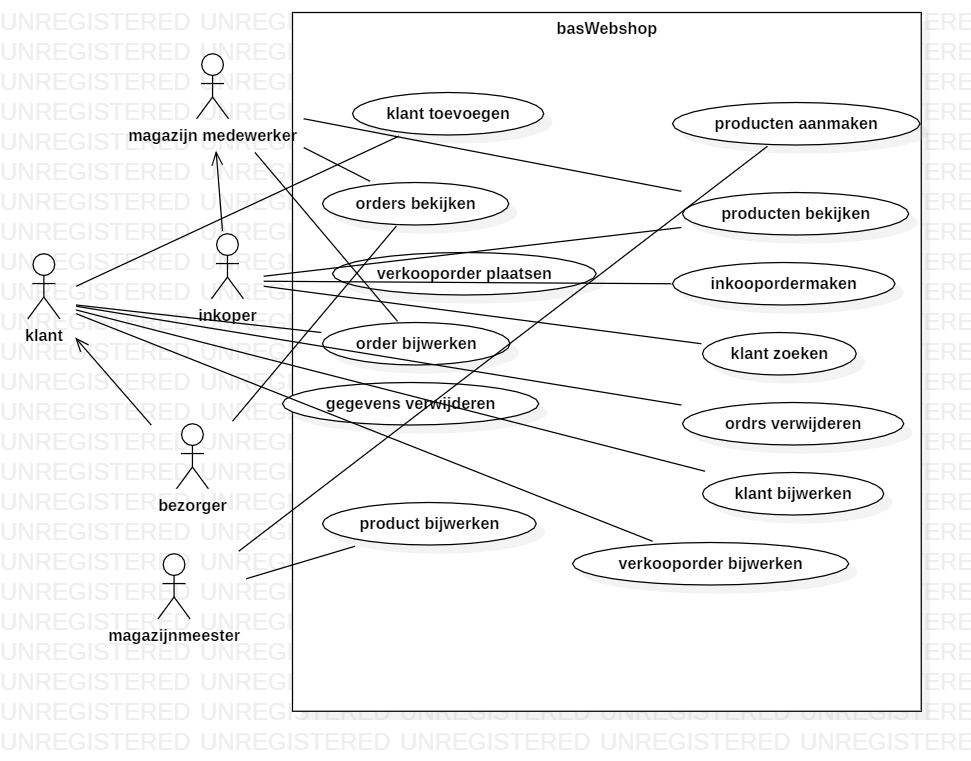 basWebshop
klant toevoegen
producten aanmaken
magazijn medewerker
orders bekijken
producten bekijken
verkooporder plaatsen
inkoopordermaken
inkoper
klant
order bijwerken
klant zoeken
gegevens verwijderen
ordrs verwijderen
klant bijwerken
bezorger
product bijwerken
verkooporder bijwerken
magazijnmeester
UNREGISTERED UNREGISTERED UNREGISTERED UNREGISTERED UNREGISTERED